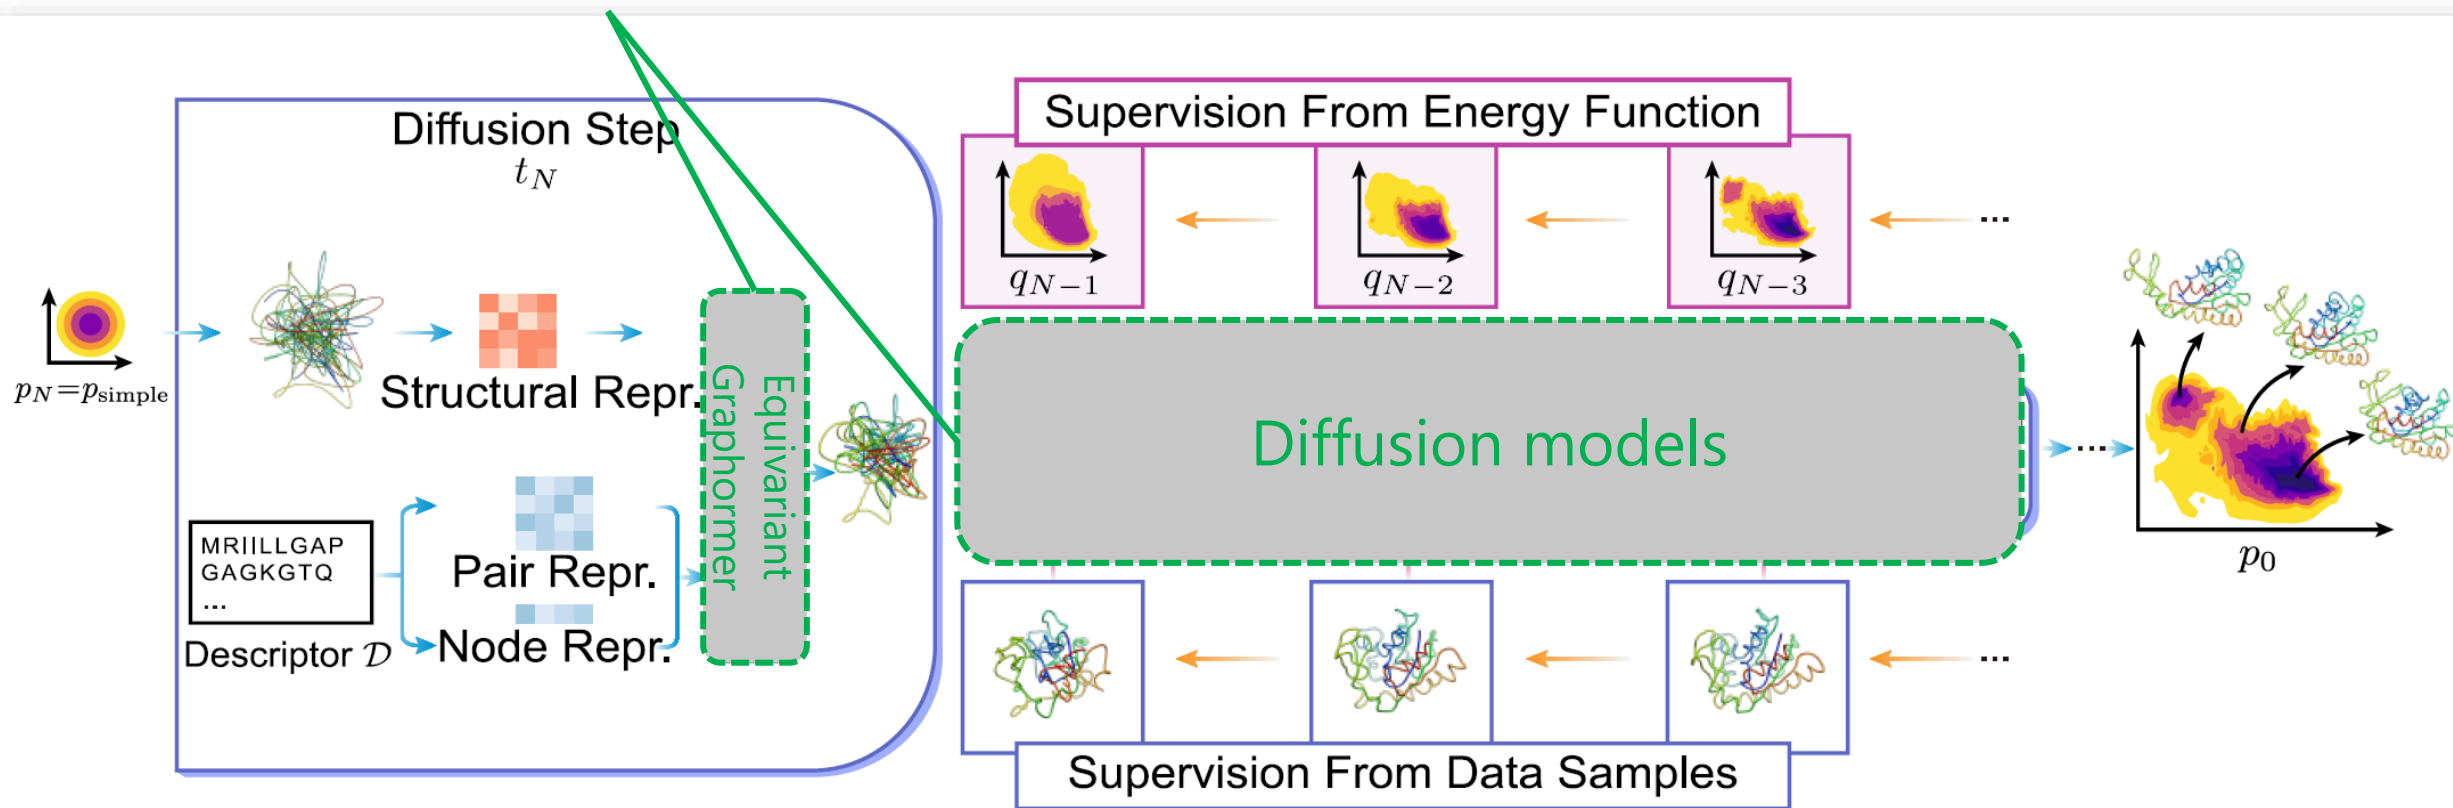 Diffusion Step
t_N
p_N=p_simple
Structural Repr.
MRIILLGAP
GAGKGTQ
...
Descriptor 𝒟
Pair Repr.
Node Repr.
Equivariant
Graphormer
Supervision From Energy Function
q_{N-1}
q_{N-2}
q_{N-3}
...
Diffusion models
...
p_0
...
Supervision From Data Samples